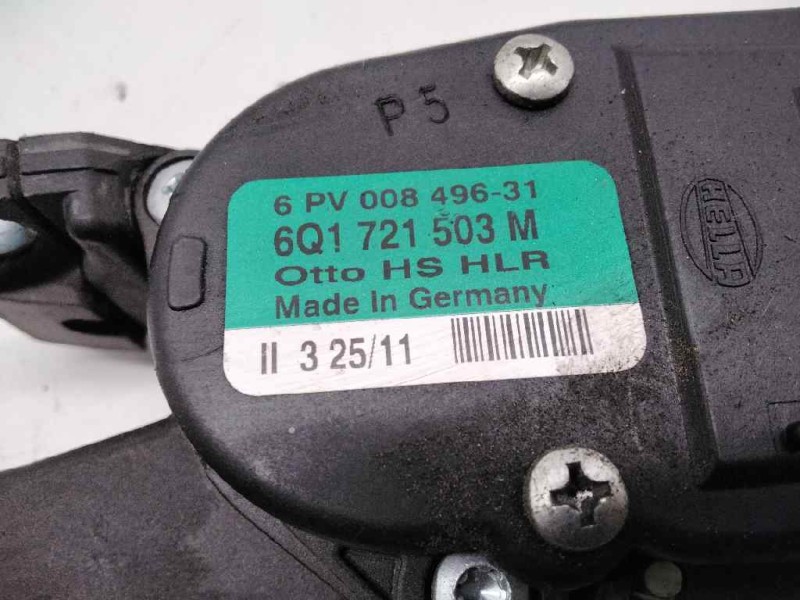 P 5
6 PV 008 496-31
6Q1 721 503 M
Otto HS HLR
Made in Germany
II 3 25/11
HELLA